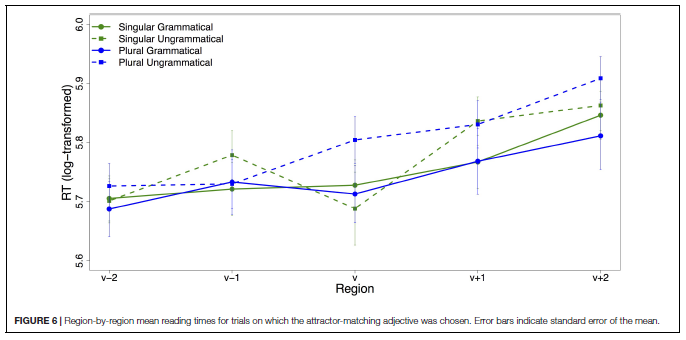 6.0
5.9
5.8
5.7
5.6
RT (log−transformed)
Singular Grammatical
Singular Ungrammatical
Plural Grammatical
Plural Ungrammatical
v−2
v−1
v
v+1
v+2
Region
FIGURE 6 | Region-by-region mean reading times for trials on which the attractor-matching adjective was chosen. Error bars indicate standard error of the mean.